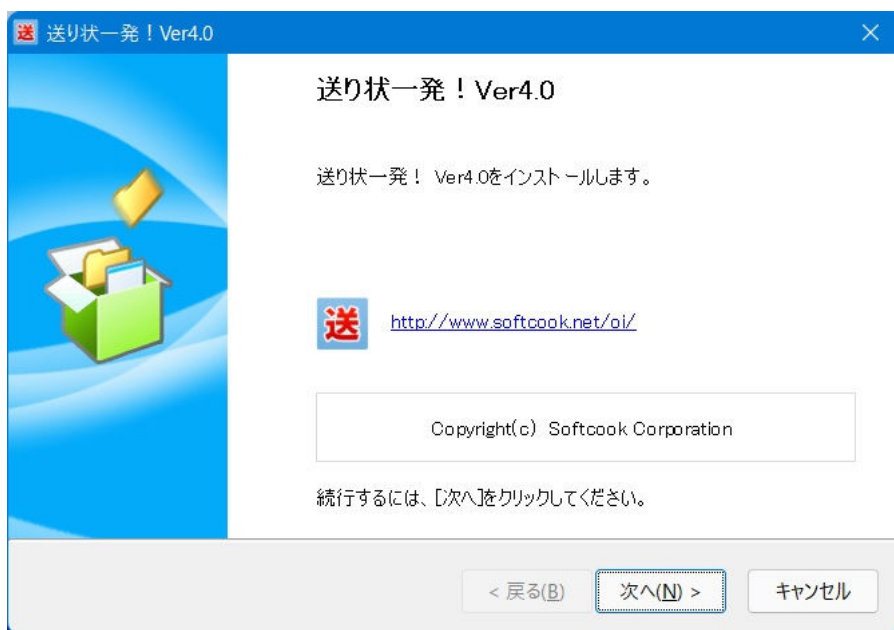 送 送り状一発！Ver4.0
送り状一発！Ver4.0
送り状一発！ Ver4.0をインストールします。
送 http://www.softcook.net/oi/
Copyright(c) Softcook Corporation
続行するには、[次へ]をクリックしてください。
< 戻る(B) 次へ(N) > キャンセル